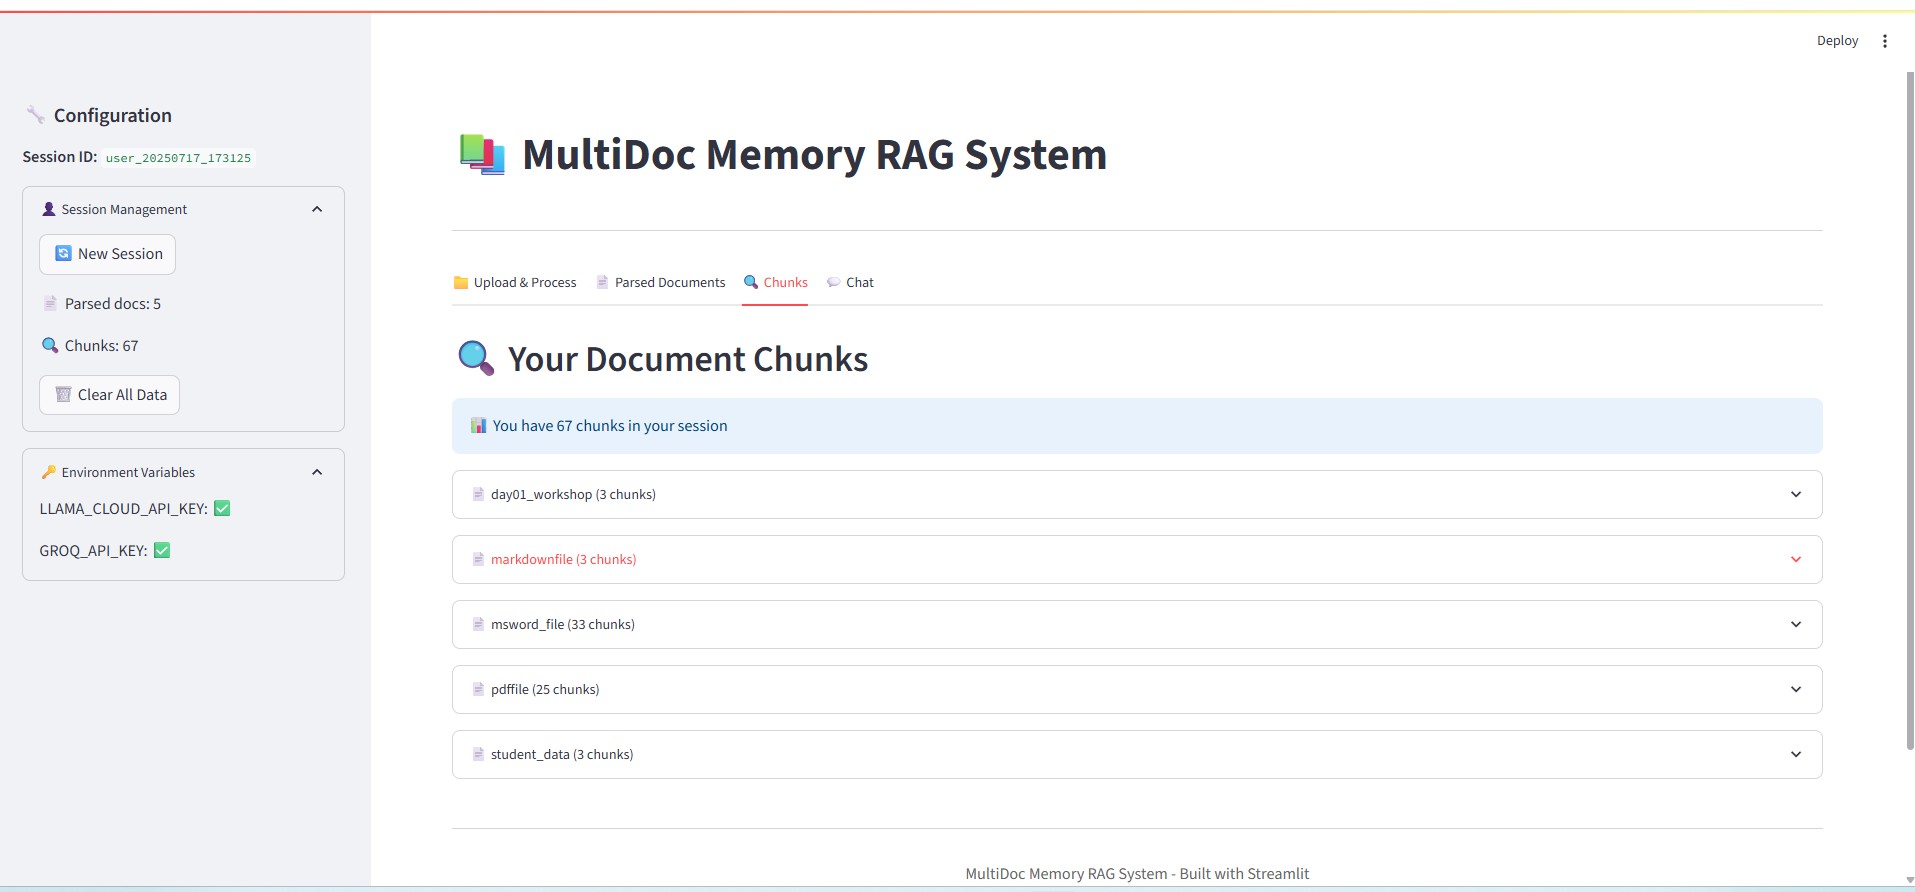 Deploy
Configuration
Session ID: user_20250717_173125
Session Management
New Session
Parsed docs: 5
Chunks: 67
Clear All Data
Environment Variables
LLAMA_CLOUD_API_KEY:
GROQ_API_KEY:
MultiDoc Memory RAG System
Upload & Process Parsed Documents Chunks Chat
Your Document Chunks
You have 67 chunks in your session
day01_workshop (3 chunks)
markdownfile (3 chunks)
msword_file (33 chunks)
pdffile (25 chunks)
student_data (3 chunks)
MultiDoc Memory RAG System - Built with Streamlit